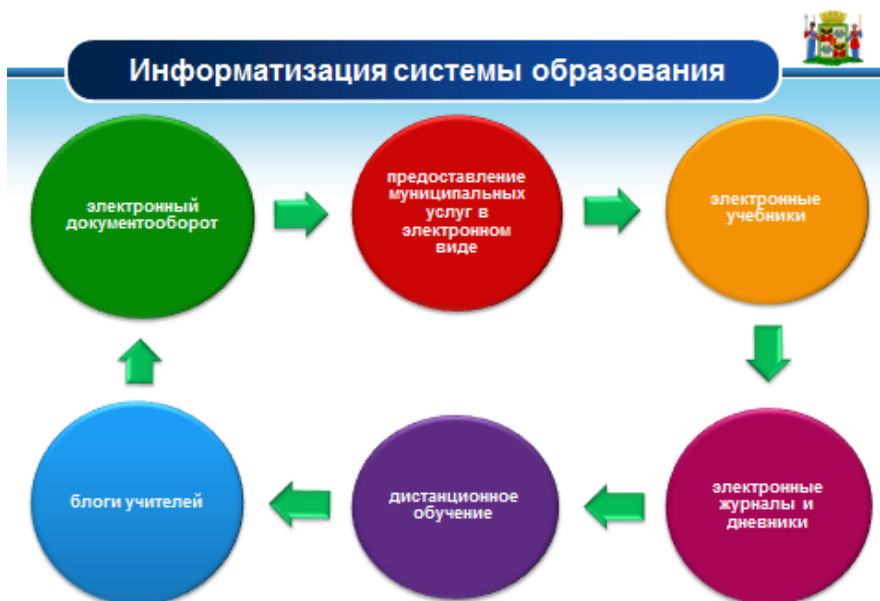 Информатизация системы образования
электронный
документооборот
предоставление
муниципальных
услуг в
электронном
виде
электронные
учебники
электронные
журналы и
дневники
дистанционное
обучение
блоги учителей